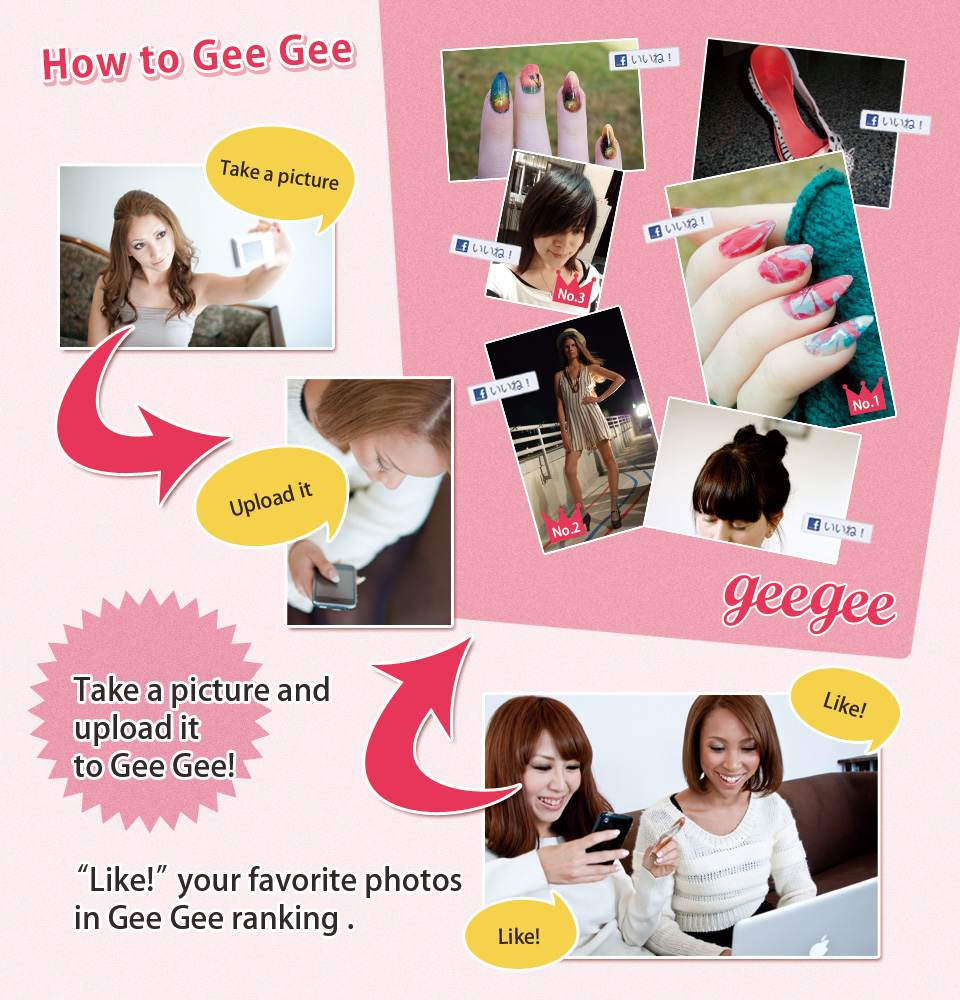 How to Gee Gee
Take a picture
Upload it
Take a picture and
upload it
to Gee Gee!
“Like!” your favorite photos
in Gee Gee ranking .
f いいね！
f いいね！
f いいね！
f いいね！
No.3
No.1
f いいね！
No.2
f いいね！
geegee
Like!
Like!